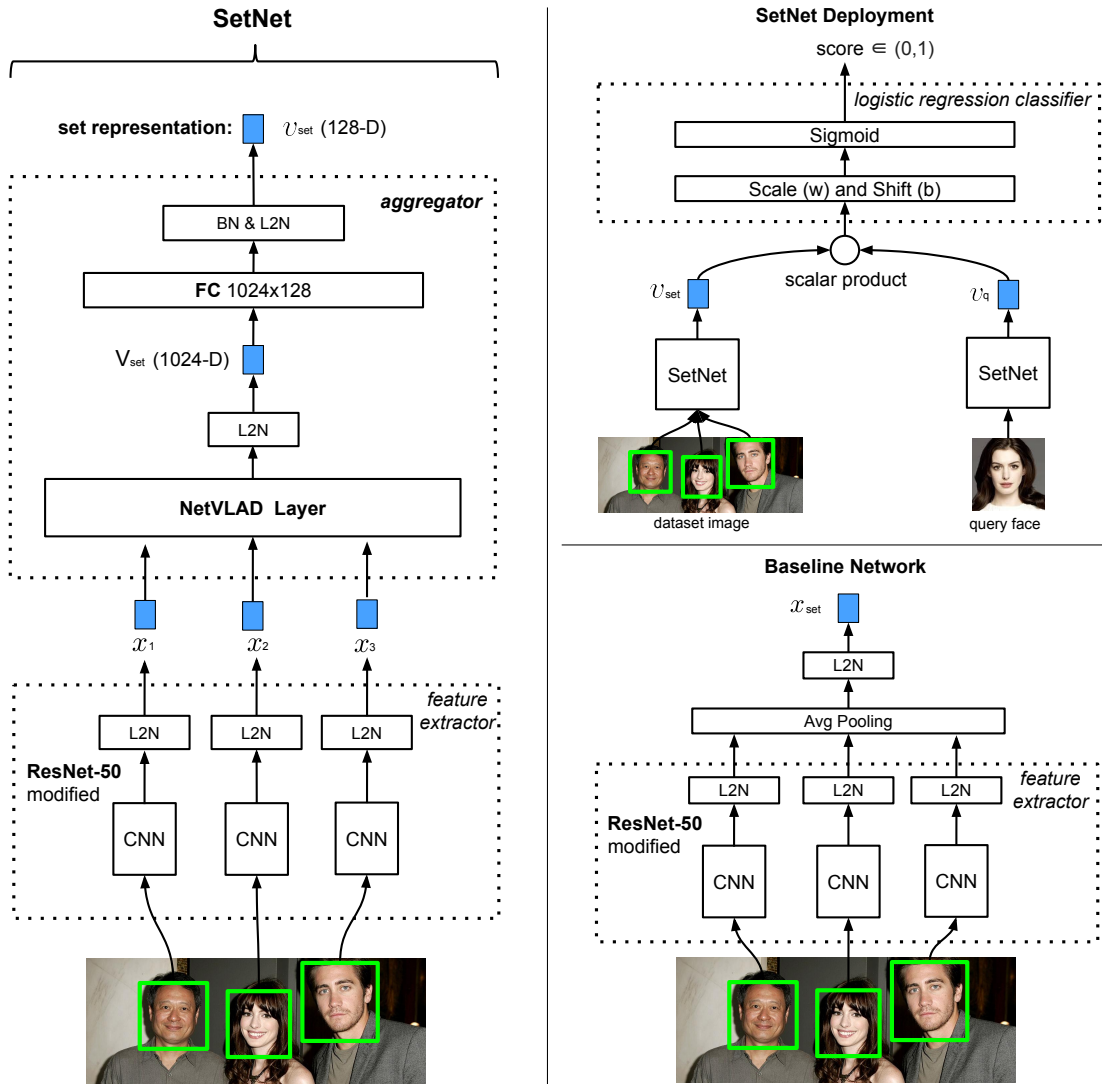 SetNet
set representation: v_set (128-D)
aggregator
BN & L2N
FC 1024x128
V_set (1024-D)
L2N
NetVLAD Layer
x_1 x_2 x_3
feature
extractor
L2N L2N L2N
ResNet-50
modified
CNN CNN CNN
SetNet Deployment
score ∈ (0,1)
logistic regression classifier
Sigmoid
Scale (w) and Shift (b)
scalar product
v_set v_q
SetNet SetNet
dataset image query face
Baseline Network
x_set
L2N
Avg Pooling
feature
extractor
L2N L2N L2N
ResNet-50
modified
CNN CNN CNN